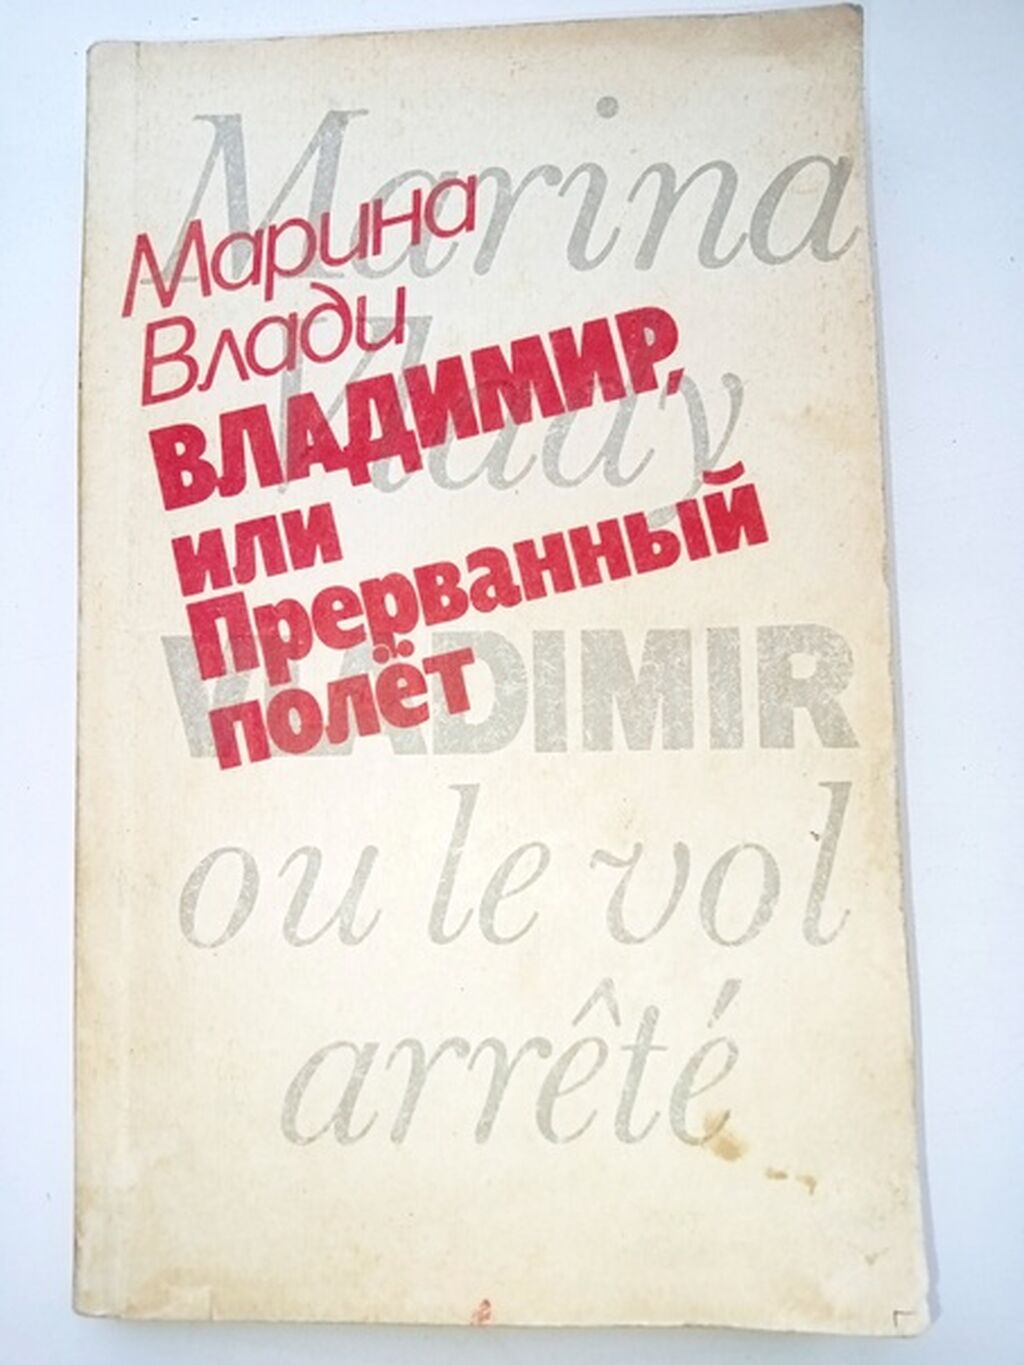 Marina
Vlady
VLADIMIR
ou le vol
arrêté
Марина
Влади
ВЛАДИМИР,
или
Прерванный
полёт